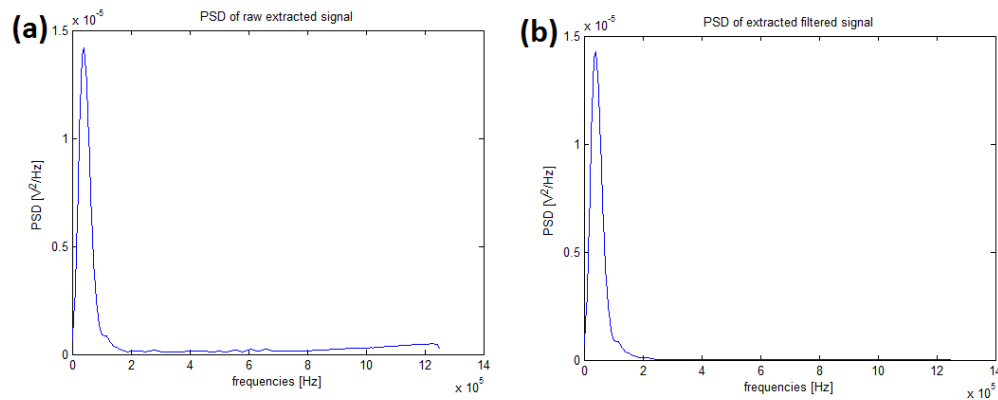 (a)
PSD of raw extracted signal
x 10^-5
1.5
1
0.5
0
PSD [V^2/Hz]
0 2 4 6 8 10 12 14
frequencies [Hz]
x 10^5
(b)
PSD of extracted filtered signal
x 10^-5
1.5
1
0.5
0
PSD [V^2/Hz]
0 2 4 6 8 10 12 14
frequencies [Hz]
x 10^5